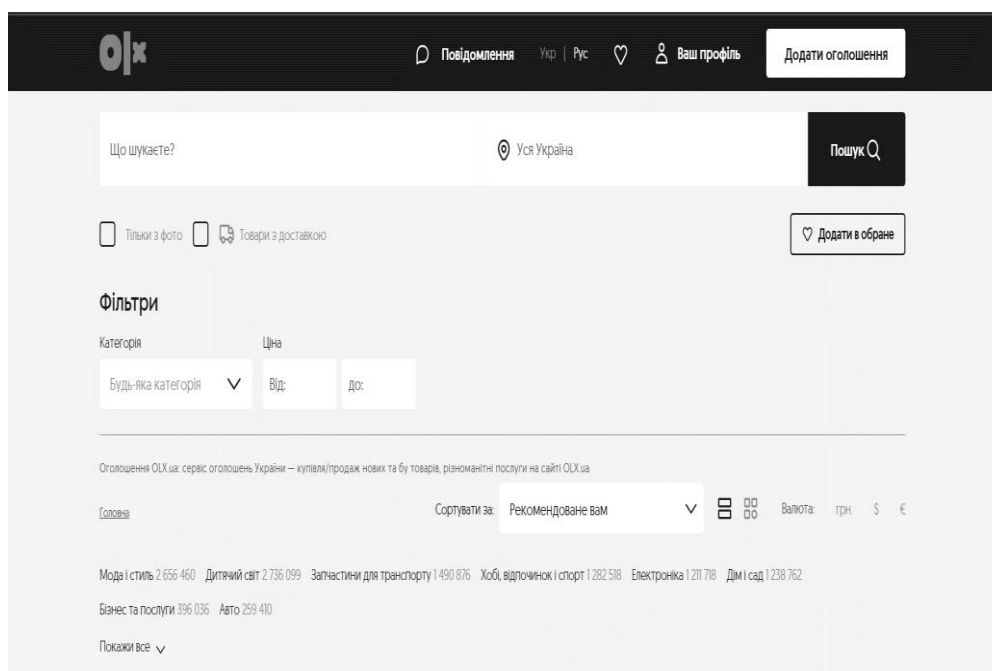 olx Повідомлення Укр | Рус Ваш профіль Додати оголошення
Що шукаєте? Уся Україна Пошук
Тільки з фото Товари з доставкою Додати в обране
Фільтри
Категорія Ціна
Будь-яка категорія Від: до:
Оголошення OLX.ua: сервіс оголошень України — купівля/продаж нових та бу товарів, різноманітні послуги на сайті OLX.ua
Головна Сортувати за: Рекомендоване вам Валюта: грн. $ €
Мода і стиль 2 656 460 Дитячий світ 2 736 099 Запчастини для транспорту 1 490 876 Хобі, відпочинок і спорт 1 282 518 Електроніка 1 211 718 Дім і сад 1 238 762
Бізнес та послуги 396 036 Авто 259 410
Покажи все